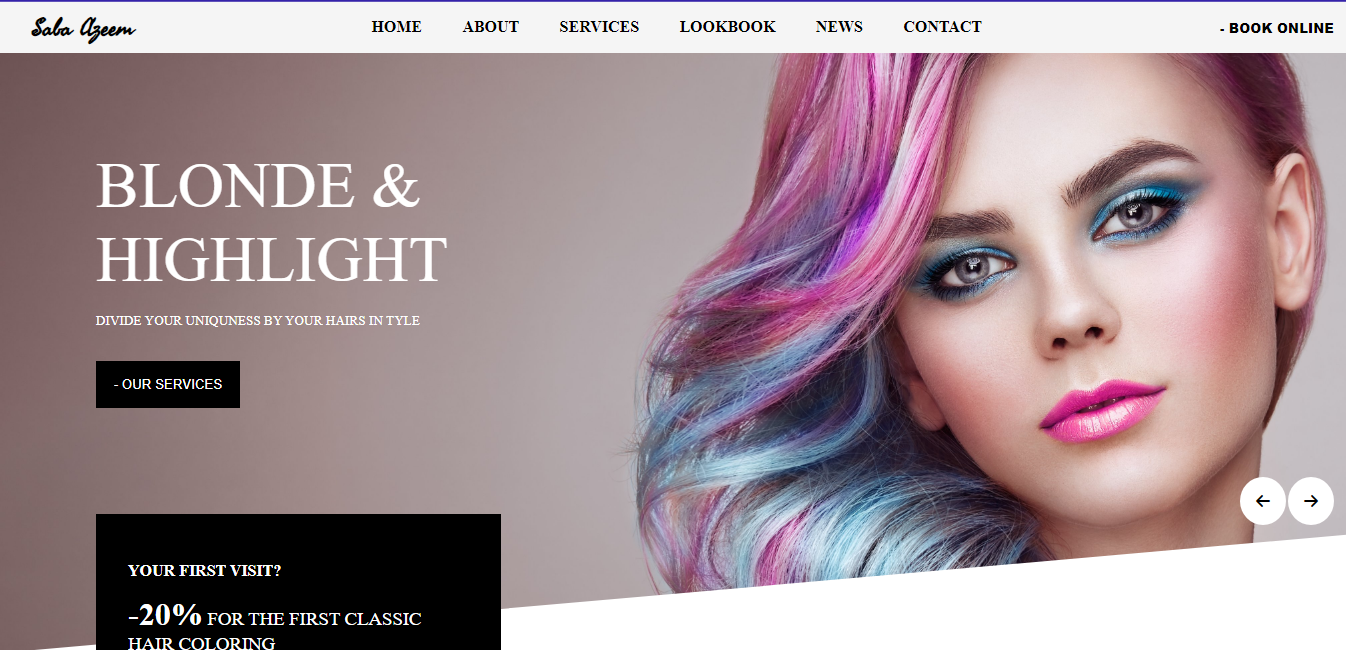 Saba Azeem
HOME ABOUT SERVICES LOOKBOOK NEWS CONTACT
- BOOK ONLINE
BLONDE &
HIGHLIGHT
DIVIDE YOUR UNIQUNESS BY YOUR HAIRS IN TYLE
- OUR SERVICES
YOUR FIRST VISIT?
-20% FOR THE FIRST CLASSIC
HAIR COLORING